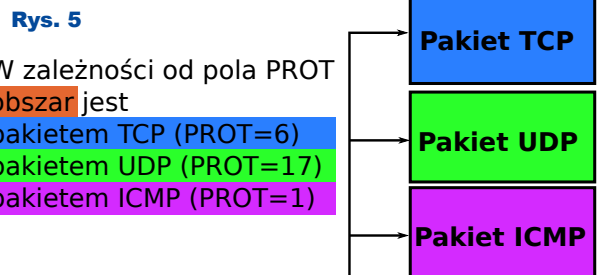 Rys. 5
W zależności od pola PROT
obszar jest
pakietem TCP (PROT=6)
pakietem UDP (PROT=17)
pakietem ICMP (PROT=1)
Pakiet TCP
Pakiet UDP
Pakiet ICMP